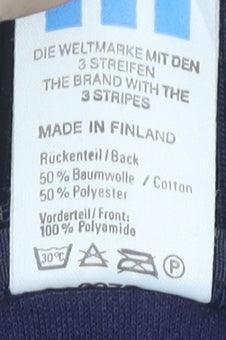 DIE WELTMARKE MIT DEN
3 STREIFEN
THE BRAND WITH THE
3 STRIPES
MADE IN FINLAND
Rückenteil/Back
50% Baumwolle / Cotton
50% Polyester
Vorderteil/Front:
100% Polyamide
30°C P